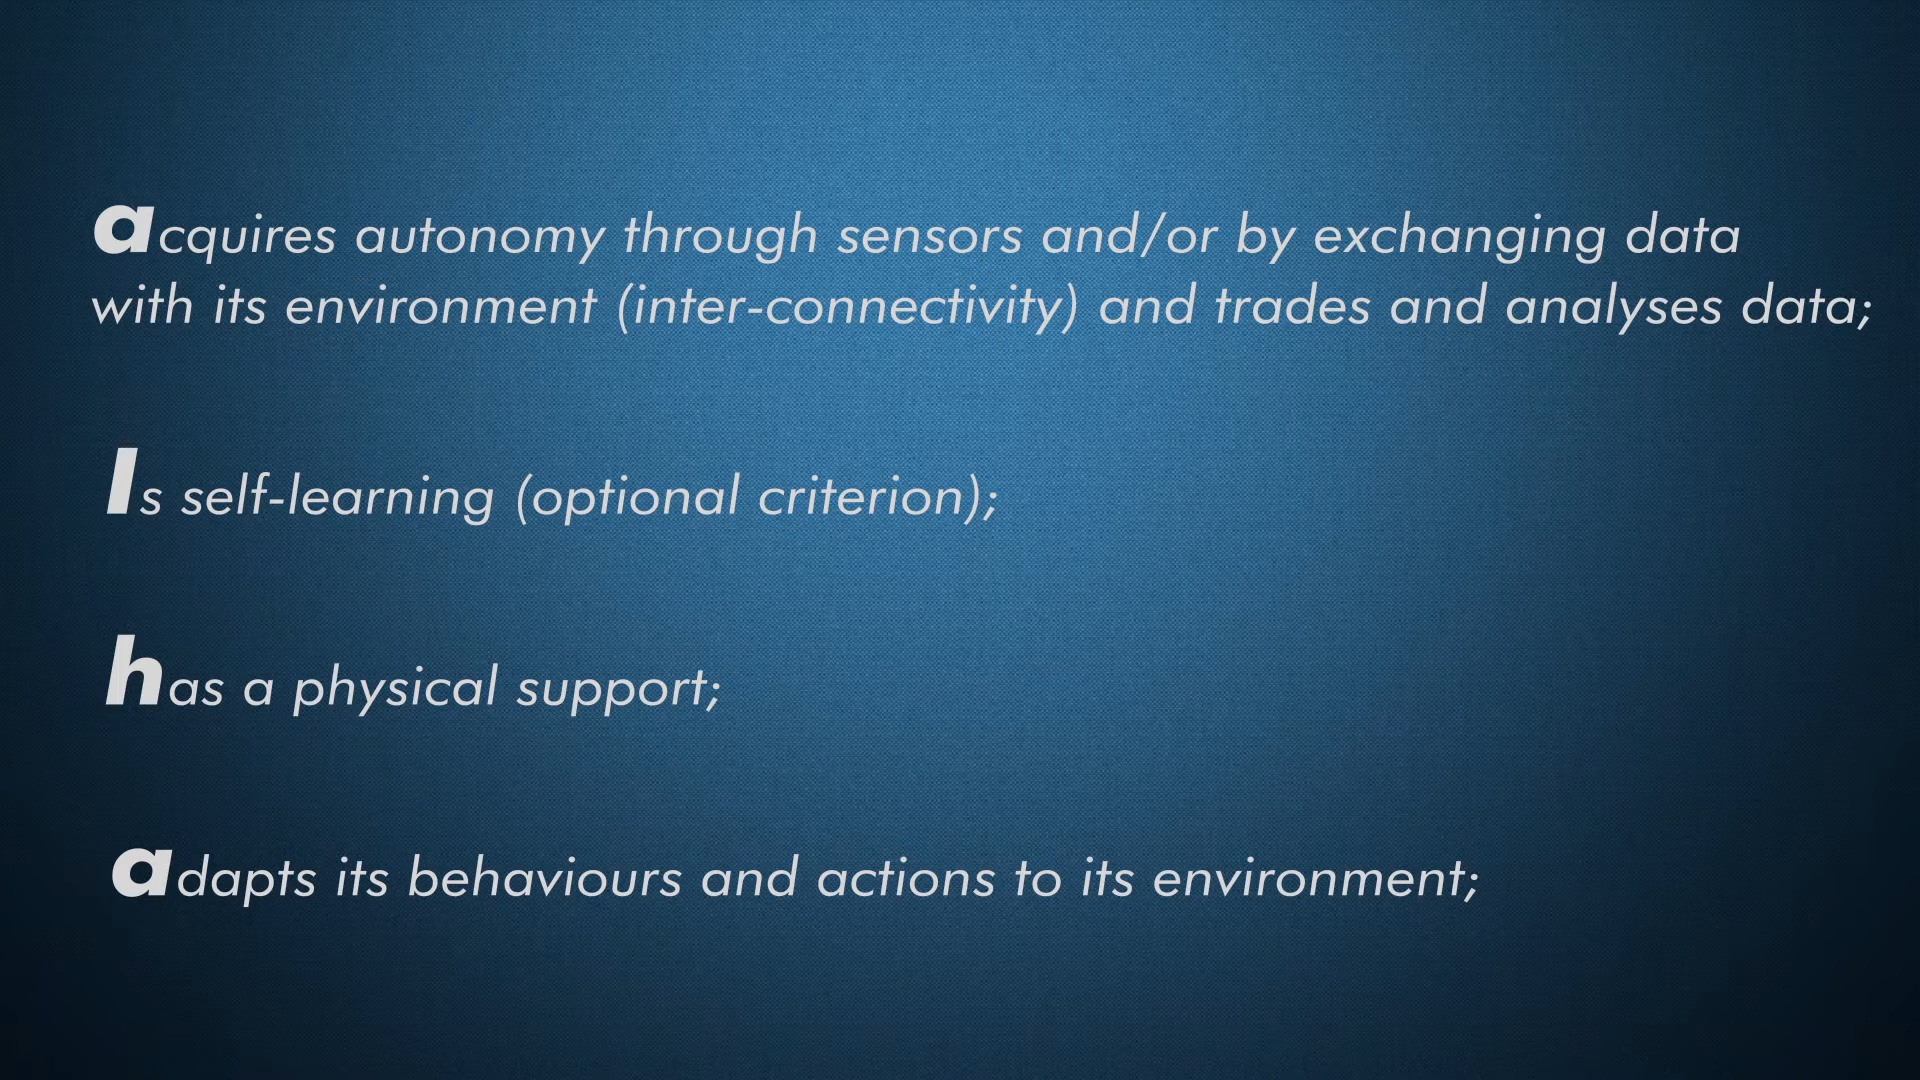 acquires autonomy through sensors and/or by exchanging data
with its environment (inter-connectivity) and trades and analyses data;
Is self-learning (optional criterion);
has a physical support;
adapts its behaviours and actions to its environment;